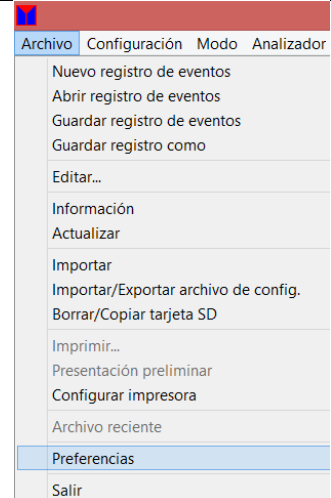 Archivo Configuración Modo Analizador
Nuevo registro de eventos
Abrir registro de eventos
Guardar registro de eventos
Guardar registro como
Editar...
Información
Actualizar
Importar
Importar/Exportar archivo de config.
Borrar/Copiar tarjeta SD
Imprimir...
Presentación preliminar
Configurar impresora
Archivo reciente
Preferencias
Salir